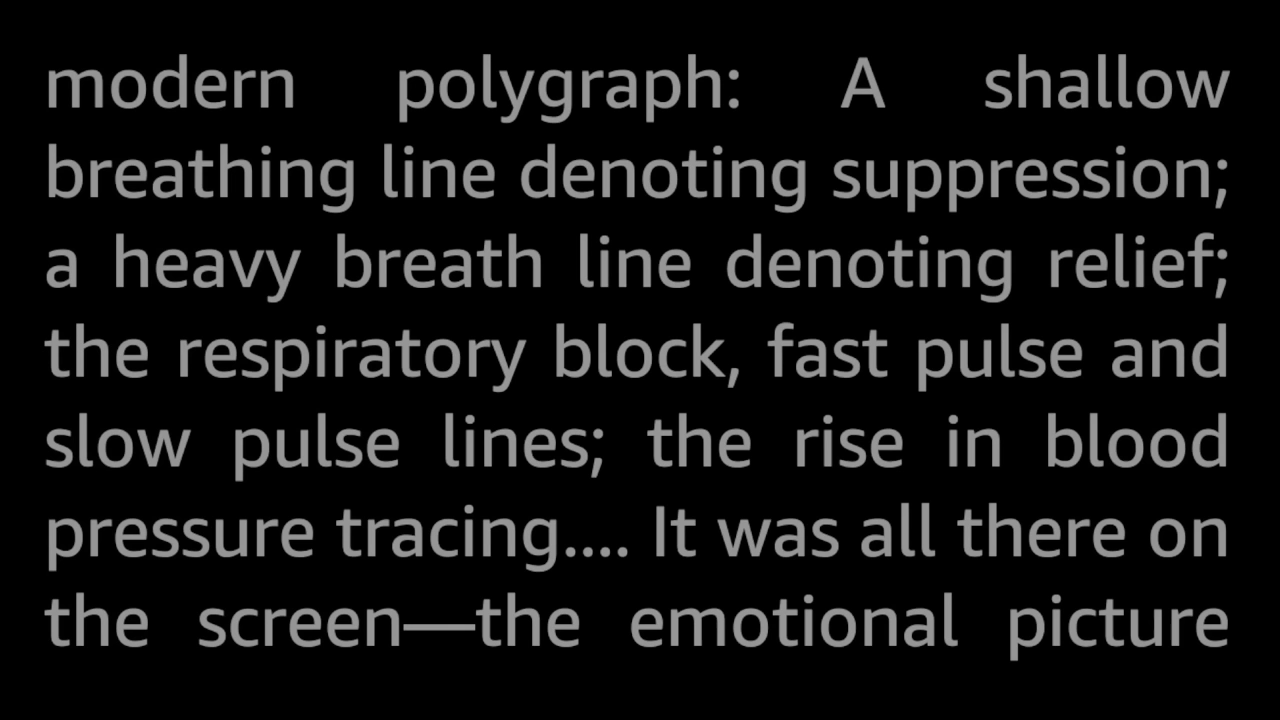 modern polygraph: A shallow
breathing line denoting suppression;
a heavy breath line denoting relief;
the respiratory block, fast pulse and
slow pulse lines; the rise in blood
pressure tracing.... It was all there on
the screen—the emotional picture